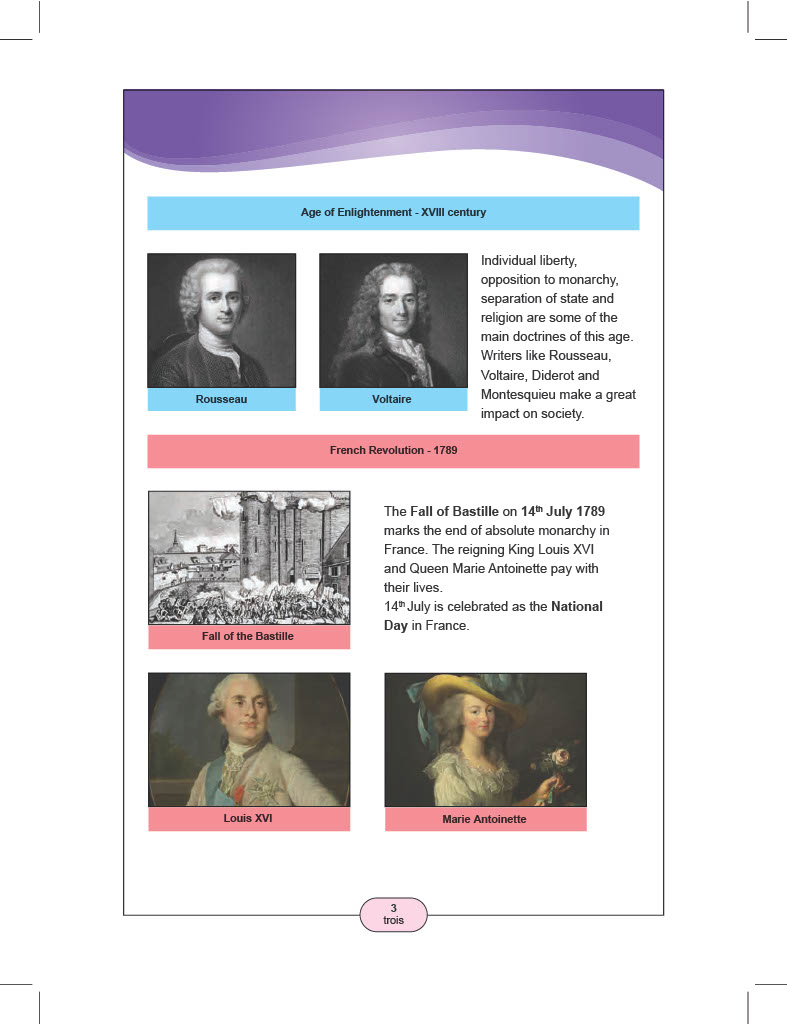 Age of Enlightenment - XVIII century
Individual liberty,
opposition to monarchy,
separation of state and
religion are some of the
main doctrines of this age.
Writers like Rousseau,
Voltaire, Diderot and
Montesquieu make a great
impact on society.
Rousseau
Voltaire
French Revolution - 1789
The Fall of Bastille on 14th July 1789
marks the end of absolute monarchy in
France. The reigning King Louis XVI
and Queen Marie Antoinette pay with
their lives.
14th July is celebrated as the National
Day in France.
Fall of the Bastille
Louis XVI
Marie Antoinette
3
trois